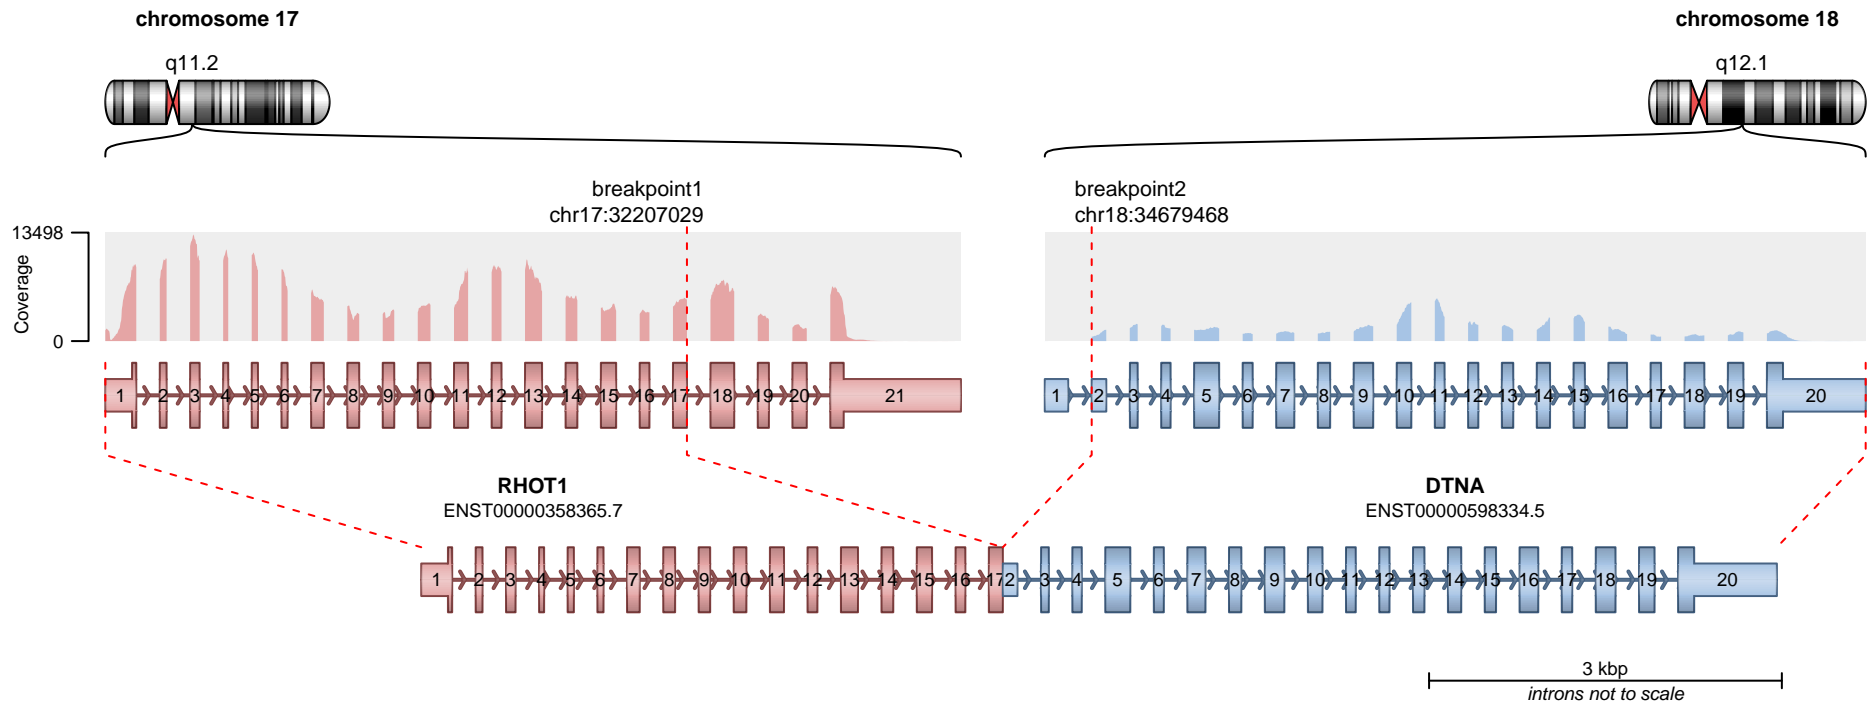 chromosome 17
chromosome 18
q11.2
q12.1
breakpoint1
chr17:32207029
breakpoint2
chr18:34679468
13498
Coverage
0
1 2 3 4 5 6 7 8 9 10 11 12 13 14 15 16 17 18 19 20 21
1 2 3 4 5 6 7 8 9 10 11 12 13 14 15 16 17 18 19 20
RHOT1
ENST00000358365.7
DTNA
ENST00000598334.5
1 2 3 4 5 6 7 8 9 10 11 12 13 14 15 16 17 2 3 4 5 6 7 8 9 10 11 12 13 14 15 16 17 18 19 20
3 kbp
introns not to scale